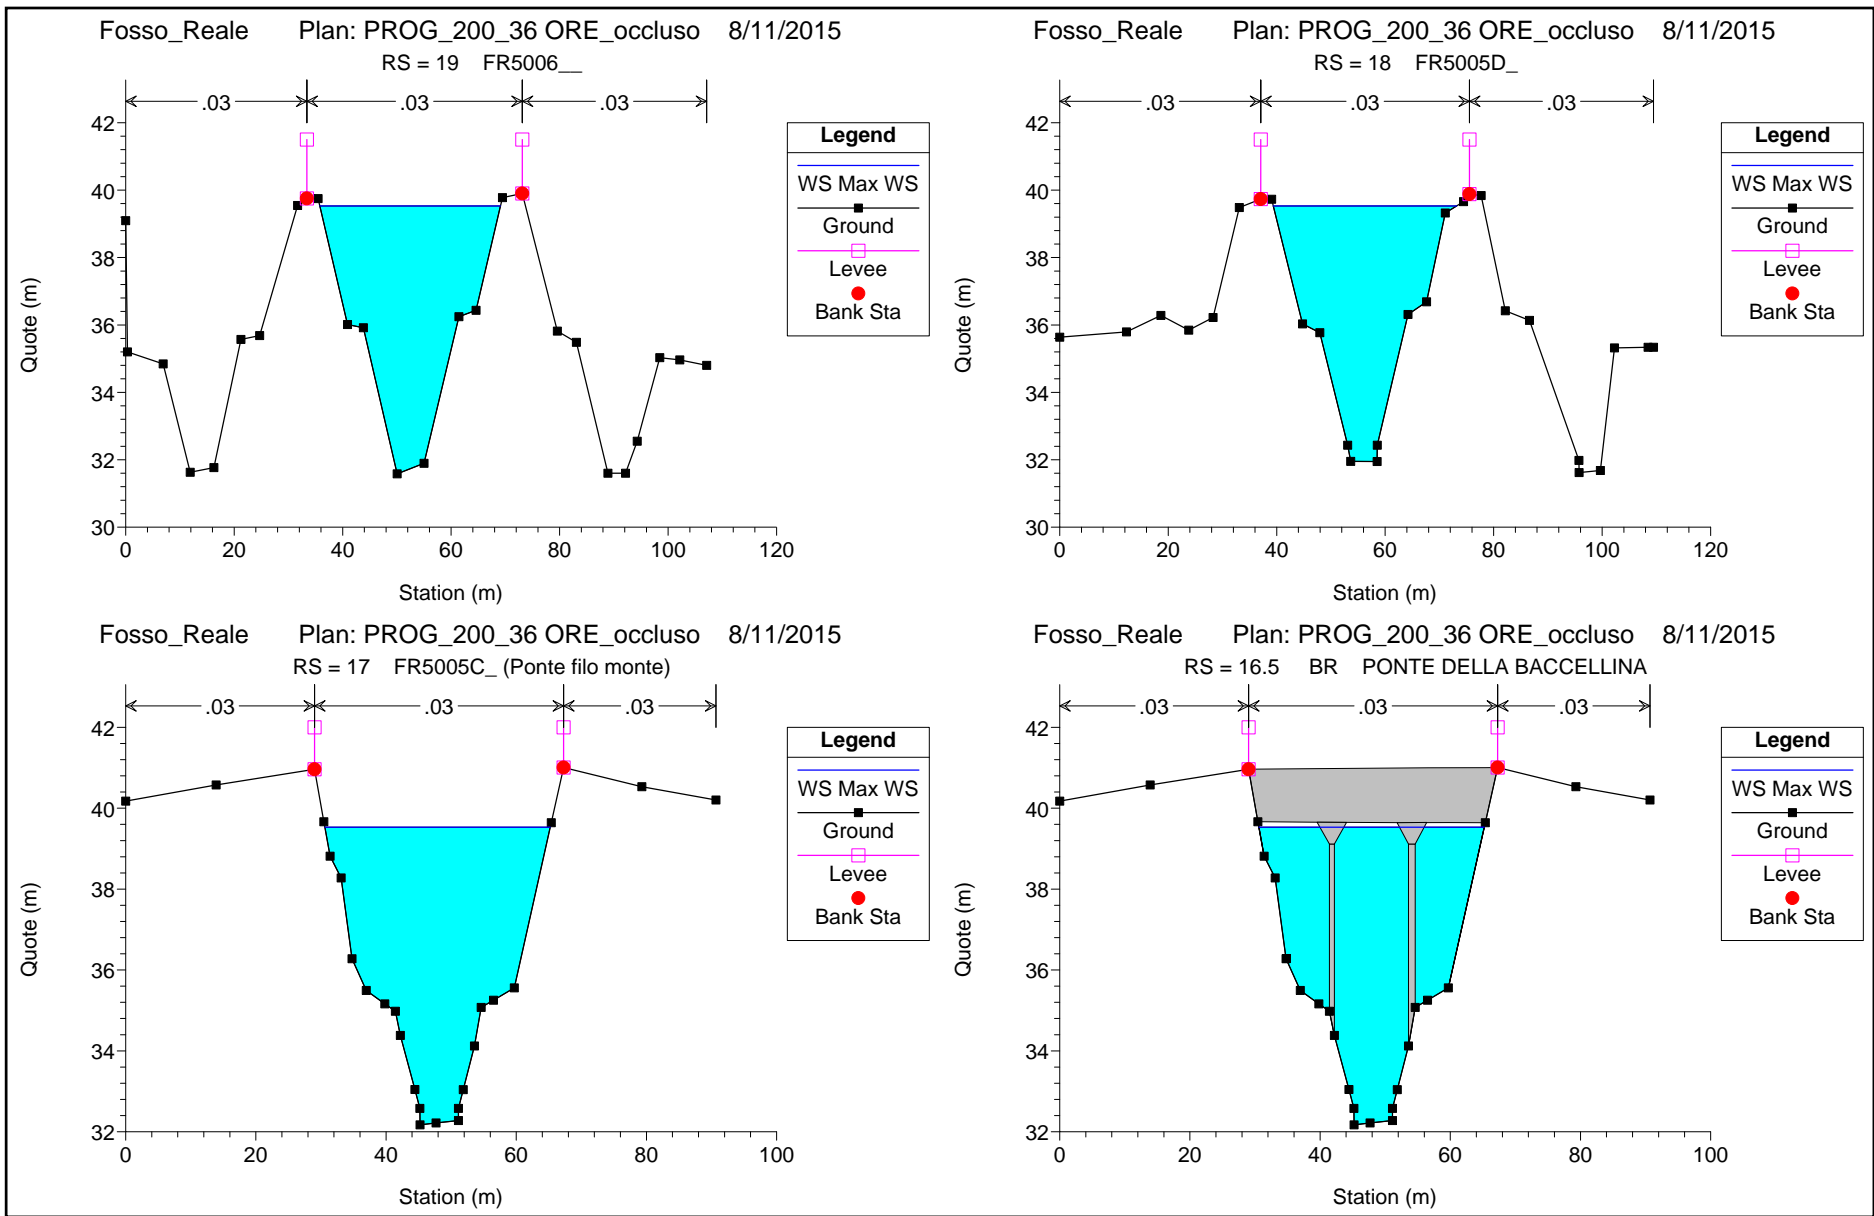 Fosso_Reale Plan: PROG_200_36 ORE_occluso 8/11/2015
RS = 19 FR5006__
.03 .03 .03
42
40
38
36
34
32
30
0 20 40 60 80 100 120
Quote (m)
Station (m)
Legend
WS Max WS
Ground
Levee
Bank Sta
Fosso_Reale Plan: PROG_200_36 ORE_occluso 8/11/2015
RS = 18 FR5005D_
.03 .03 .03
42
40
38
36
34
32
30
0 20 40 60 80 100 120
Quote (m)
Station (m)
Legend
WS Max WS
Ground
Levee
Bank Sta
Fosso_Reale Plan: PROG_200_36 ORE_occluso 8/11/2015
RS = 17 FR5005C_ (Ponte filo monte)
.03 .03 .03
42
40
38
36
34
32
0 20 40 60 80 100
Quote (m)
Station (m)
Legend
WS Max WS
Ground
Levee
Bank Sta
Fosso_Reale Plan: PROG_200_36 ORE_occluso 8/11/2015
RS = 16.5 BR PONTE DELLA BACCELLINA
.03 .03 .03
42
40
38
36
34
32
0 20 40 60 80 100
Quote (m)
Station (m)
Legend
WS Max WS
Ground
Levee
Bank Sta